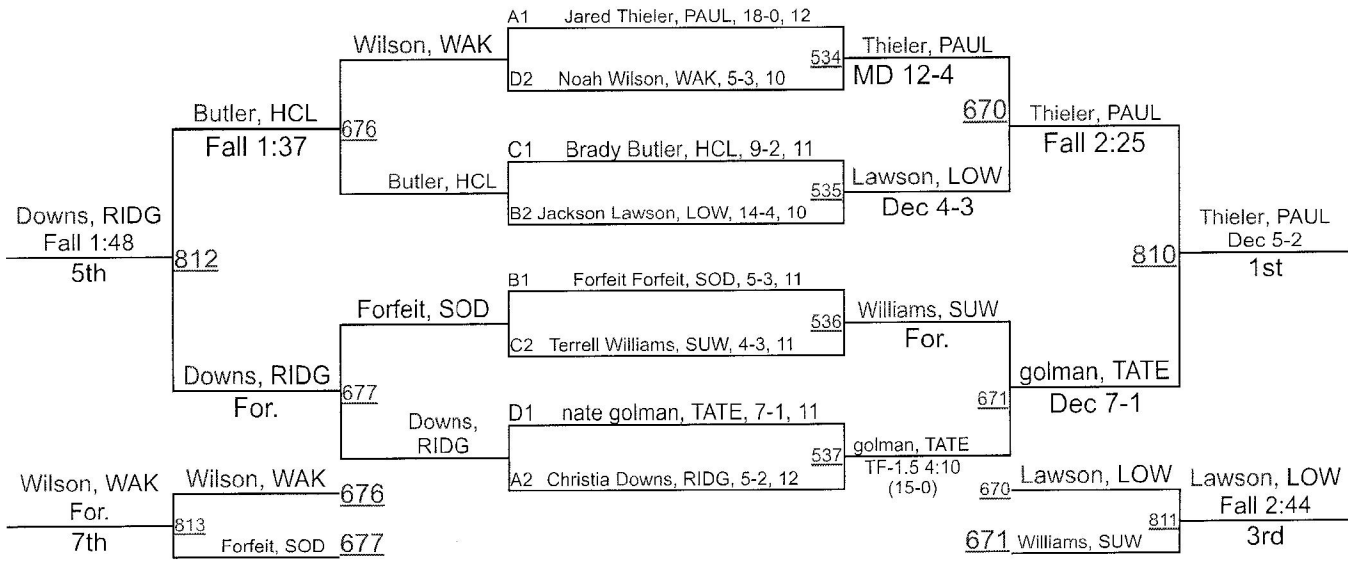 A1 Jared Thieler, PAUL, 18-0, 12
Wilson, WAK
534
Thieler, PAUL
D2 Noah Wilson, WAK, 5-3, 10
MD 12-4
Butler, HCL
676
670
Thieler, PAUL
Fall 1:37
Fall 2:25
C1 Brady Butler, HCL, 9-2, 11
Butler, HCL
535
Lawson, LOW
B2 Jackson Lawson, LOW, 14-4, 10
Dec 4-3
Downs, RIDG
Fall 1:48
5th
812
810
Thieler, PAUL
Dec 5-2
1st
B1 Forfeit Forfeit, SOD, 5-3, 11
Forfeit, SOD
536
Williams, SUW
C2 Terrell Williams, SUW, 4-3, 11
For.
Downs, RIDG
677
671
golman, TATE
For.
Dec 7-1
D1 nate golman, TATE, 7-1, 11
Downs,
RIDG
537
golman, TATE
A2 Christia Downs, RIDG, 5-2, 12
TF-1.5 4:10
(15-0)
Wilson, WAK
For.
7th
Wilson, WAK
676
813
Forfeit, SOD
677
670
Lawson, LOW
811
671
Williams, SUW
Lawson, LOW
Fall 2:44
3rd